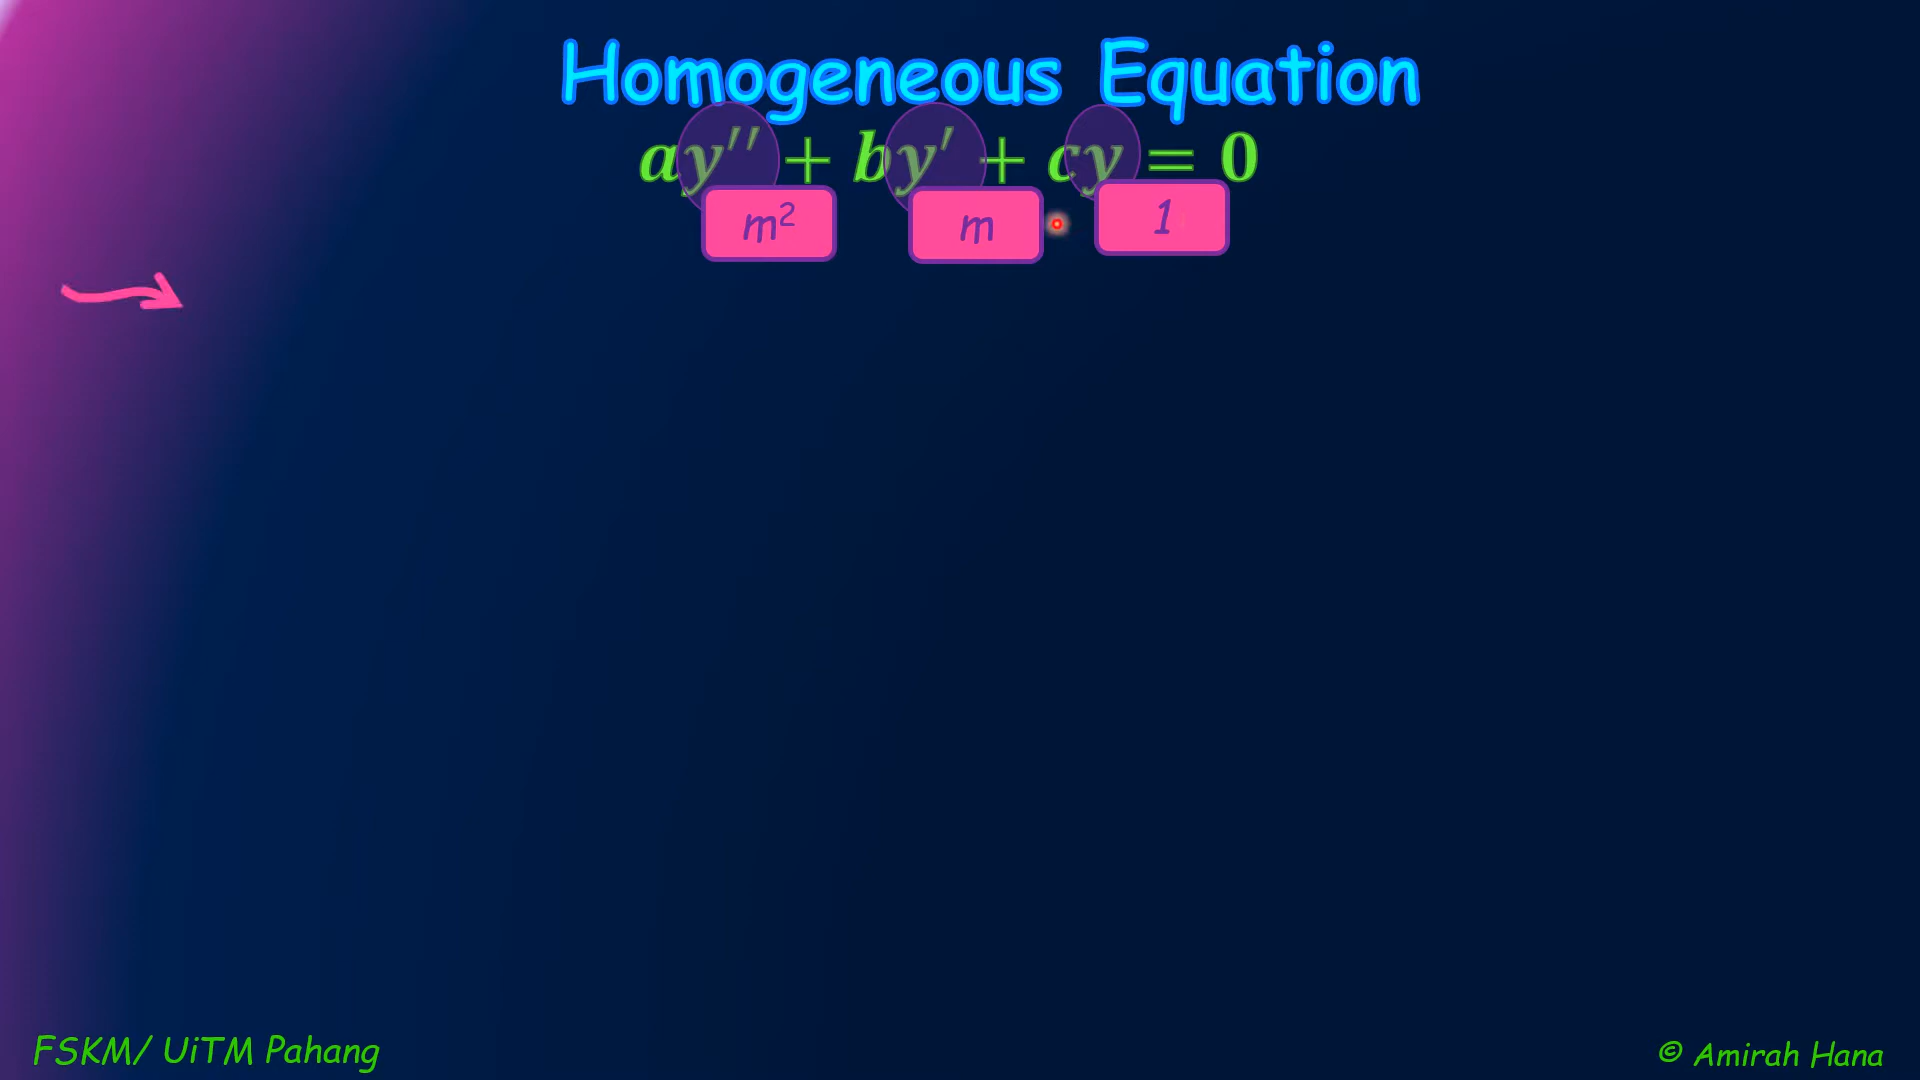 Homogeneous Equation
ay′′ + by′ + cy = 0
m² m 1
FSKM/ UiTM Pahang
© Amirah Hana